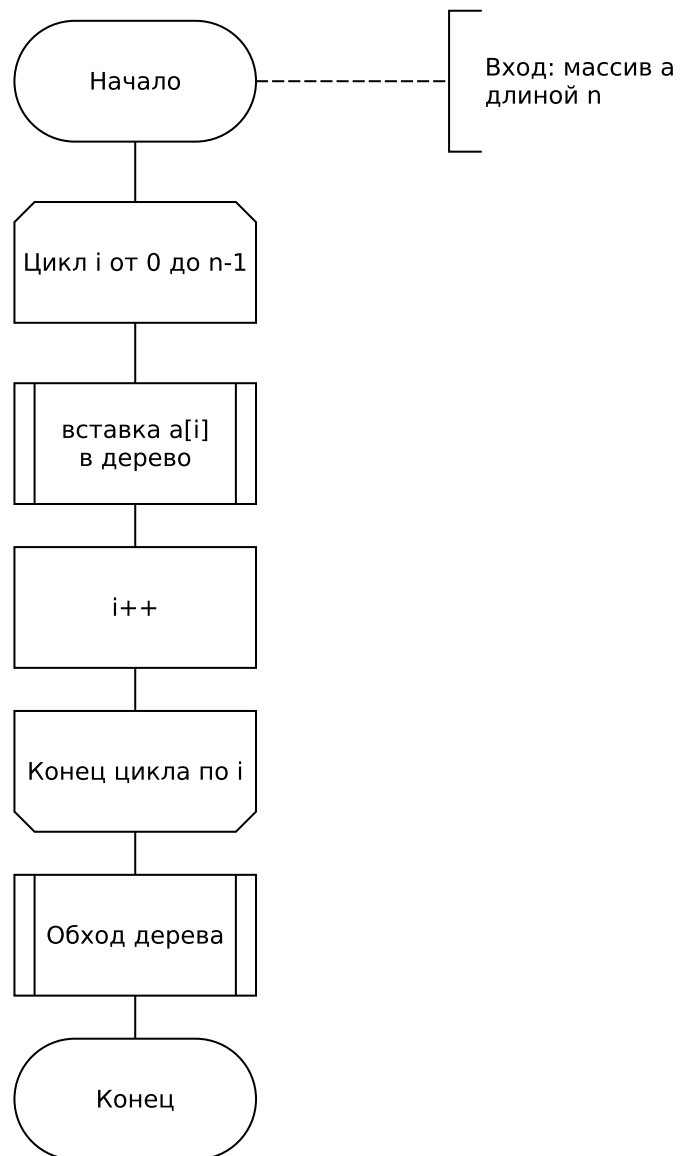 Начало
Вход: массив a
длиной n
Цикл i от 0 до n-1
вставка a[i]
в дерево
i++
Конец цикла по i
Обход дерева
Конец